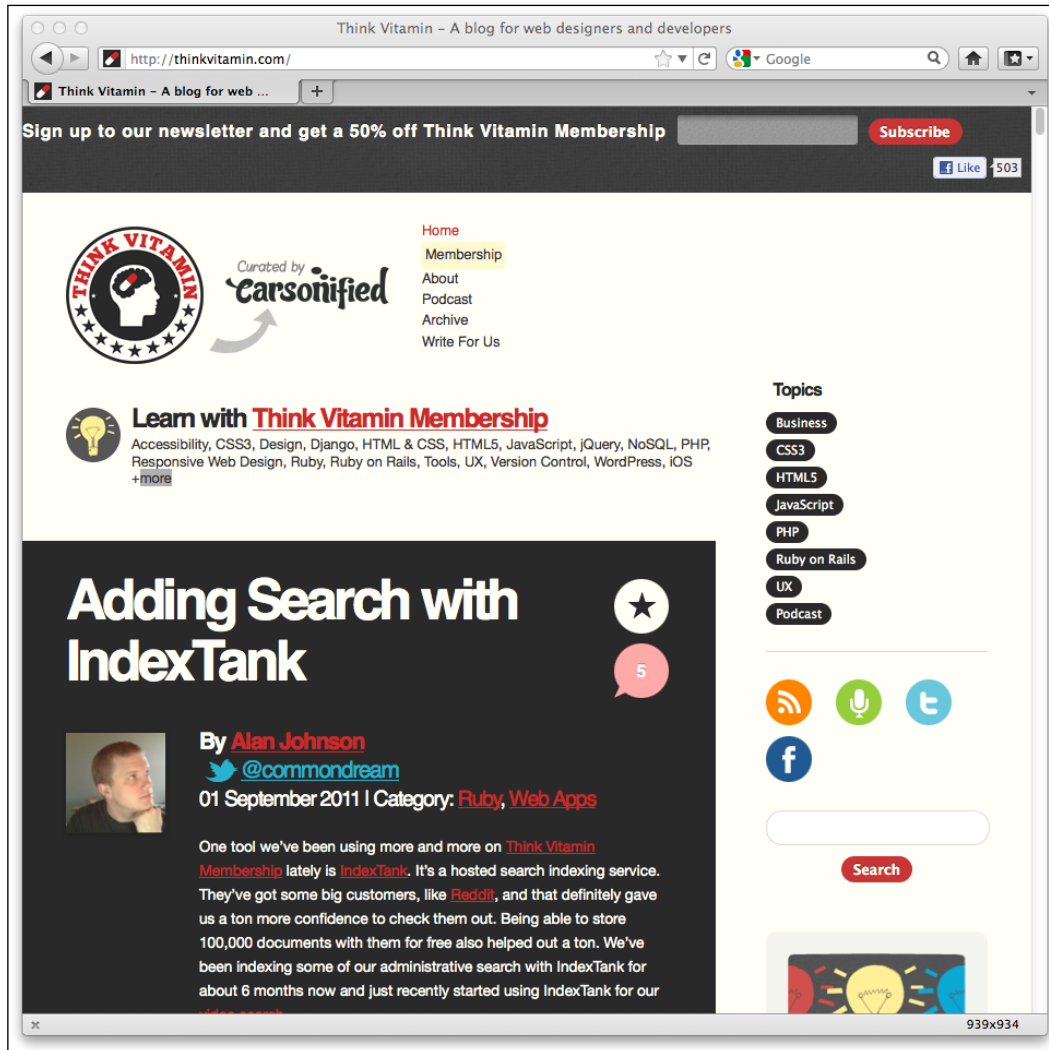 Think Vitamin – A blog for web designers and developers
http://thinkvitamin.com/
Google
Think Vitamin – A blog for web ...
Sign up to our newsletter and get a 50% off Think Vitamin Membership
Subscribe
Like
503
THINK VITAMIN
Curated by
carsonified
Home
Membership
About
Podcast
Archive
Write For Us
Learn with Think Vitamin Membership
Accessibility, CSS3, Design, Django, HTML & CSS, HTML5, JavaScript, jQuery, NoSQL, PHP,
Responsive Web Design, Ruby, Ruby on Rails, Tools, UX, Version Control, WordPress, iOS
+more
Topics
Business
CSS3
HTML5
JavaScript
PHP
Ruby on Rails
UX
Podcast
Adding Search with
IndexTank
5
By Alan Johnson
@commondream
01 September 2011 | Category: Ruby, Web Apps
One tool we’ve been using more and more on Think Vitamin
Membership lately is IndexTank. It’s a hosted search indexing service.
They’ve got some big customers, like Reddit, and that definitely gave
us a ton more confidence to check them out. Being able to store
100,000 documents with them for free also helped out a ton. We’ve
been indexing some of our administrative search with IndexTank for
about 6 months now and just recently started using IndexTank for our
video search
Search
939x934